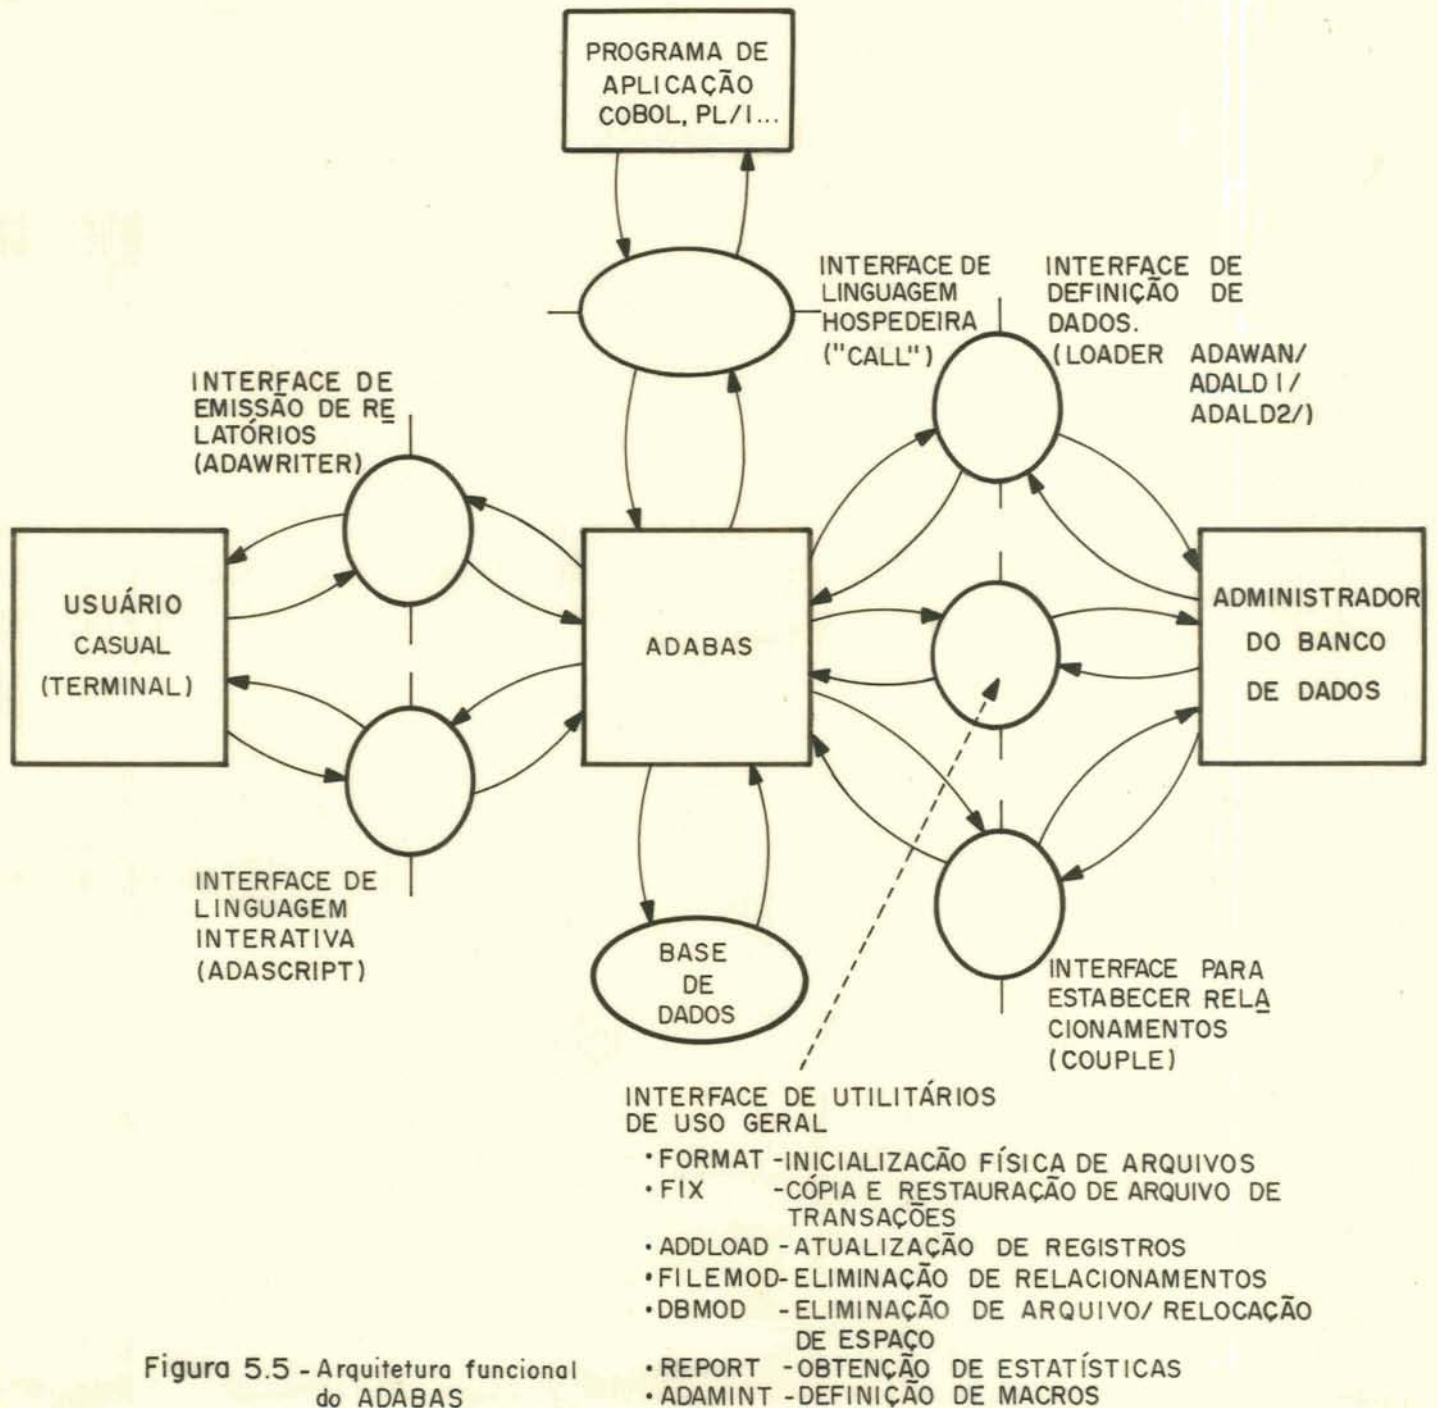 PROGRAMA DE
APLICAÇÃO
COBOL, PL/I...
INTERFACE DE
LINGUAGEM
HOSPEDEIRA
("CALL")
INTERFACE DE
DEFINIÇÃO DE
DADOS.
(LOADER ADAWAN/
ADALD1/
ADALD2/)
INTERFACE DE
EMISSÃO DE RE
LATÓRIOS
(ADAWRITER)
USUÁRIO
CASUAL
(TERMINAL)
ADABAS
ADMINISTRADOR
DO BANCO
DE DADOS
INTERFACE DE
LINGUAGEM
INTERATIVA
(ADASCRIPT)
BASE
DE
DADOS
INTERFACE PARA
ESTABECER RELA
CIONAMENTOS
(COUPLE)
INTERFACE DE UTILITÁRIOS
DE USO GERAL
•FORMAT -INICIALIZACÃO FÍSICA DE ARQUIVOS
•FIX -CÓPIA E RESTAURAÇÃO DE ARQUIVO DE
TRANSAÇÕES
•ADDLOAD -ATUALIZAÇÃO DE REGISTROS
•FILEMOD-ELIMINAÇÃO DE RELACIONAMENTOS
•DBMOD -ELIMINAÇÃO DE ARQUIVO/ RELOCAÇÃO
DE ESPAÇO
•REPORT -OBTENÇÃO DE ESTATÍSTICAS
•ADAMINT -DEFINIÇÃO DE MACROS
Figura 5.5 - Arquitetura funcional
do ADABAS